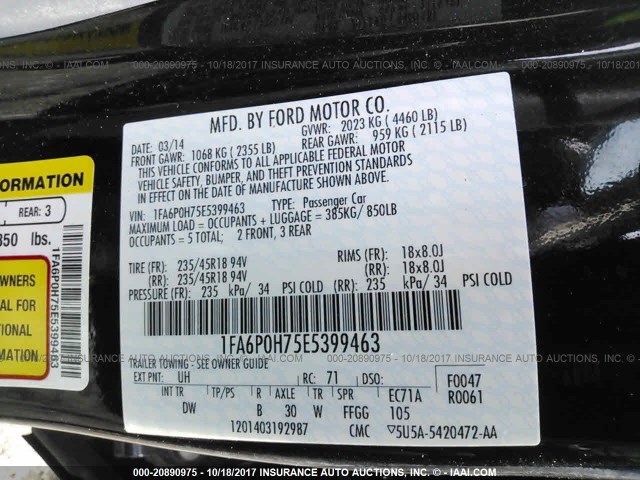 000-20890975 - 10/18/2017 - INSURANCE AUTO AUCTIONS, INC. - IAAI.COM
MFD. BY FORD MOTOR CO.
DATE: 03/14 GVWR: 2023 KG ( 4460 LB)
FRONT GAWR: 1068 KG ( 2355 LB) REAR GAWR: 959 KG ( 2115 LB)
THIS VEHICLE CONFORMS TO ALL APPLICABLE FEDERAL MOTOR
VEHICLE SAFETY, BUMPER, AND THEFT PREVENTION STANDARDS IN
EFFECT ON THE DATE OF MANUFACTURE SHOWN ABOVE.
VIN: 1FA6P0H75E5399463 TYPE: Passenger Car
MAXIMUM LOAD = OCCUPANTS + LUGGAGE = 385KG/ 850LB
OCCUPANTS = 5 TOTAL; 2 FRONT, 3 REAR
TIRE (FR): 235/45R18 94V RIMS (FR): 18x8.0J
(RR): 235/45R18 94V (RR): 18x8.0J
PRESSURE (FR): 235 kPa/ 34 PSI COLD (RR): 235 kPa/ 34 PSI COLD
1FA6P0H75E5399463
TRAILER TOWING - SEE OWNER GUIDE
EXT PNT: UH RC: 71 DSO: F0047
INT TR TP/PS R AXLE TR SPR EC71A R0061
DW B 30 W FFGG 105
1201403192987 CMC 5U5A-5420472-AA
FORMATION
REAR: 3
850 lbs.
1FA6P0H75E5399463
OWNERS
AL FOR
TIONAL
ATION
000-20890975 - 10/18/2017 - INSURANCE AUTO AUCTIONS, INC. - IAAI.COM